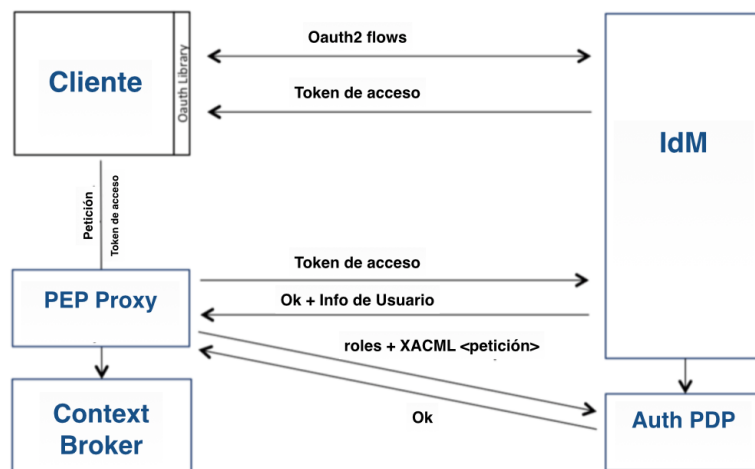 Oauth2 flows
Cliente
Oauth Library
Token de acceso
IdM
Petición
Token de acceso
Token de acceso
PEP Proxy
Ok + Info de Usuario
roles + XACML <petición>
Context
Broker
Ok
Auth PDP